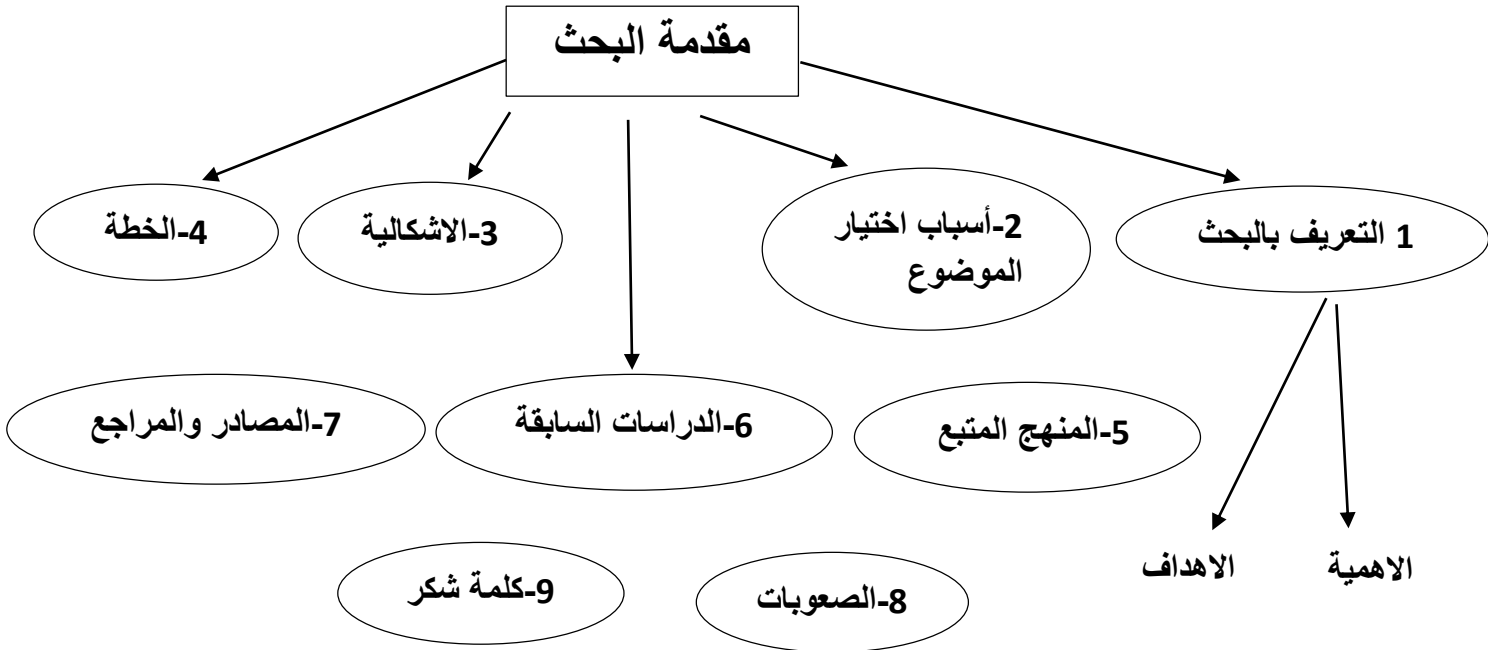 مقدمة البحث
1 التعريف بالبحث
2-أسباب اختيار
الموضوع
3-الاشكالية
4-الخطة
5-المنهج المتبع
6-الدراسات السابقة
7-المصادر والمراجع
الاهمية
الاهداف
8-الصعوبات
9-كلمة شكر